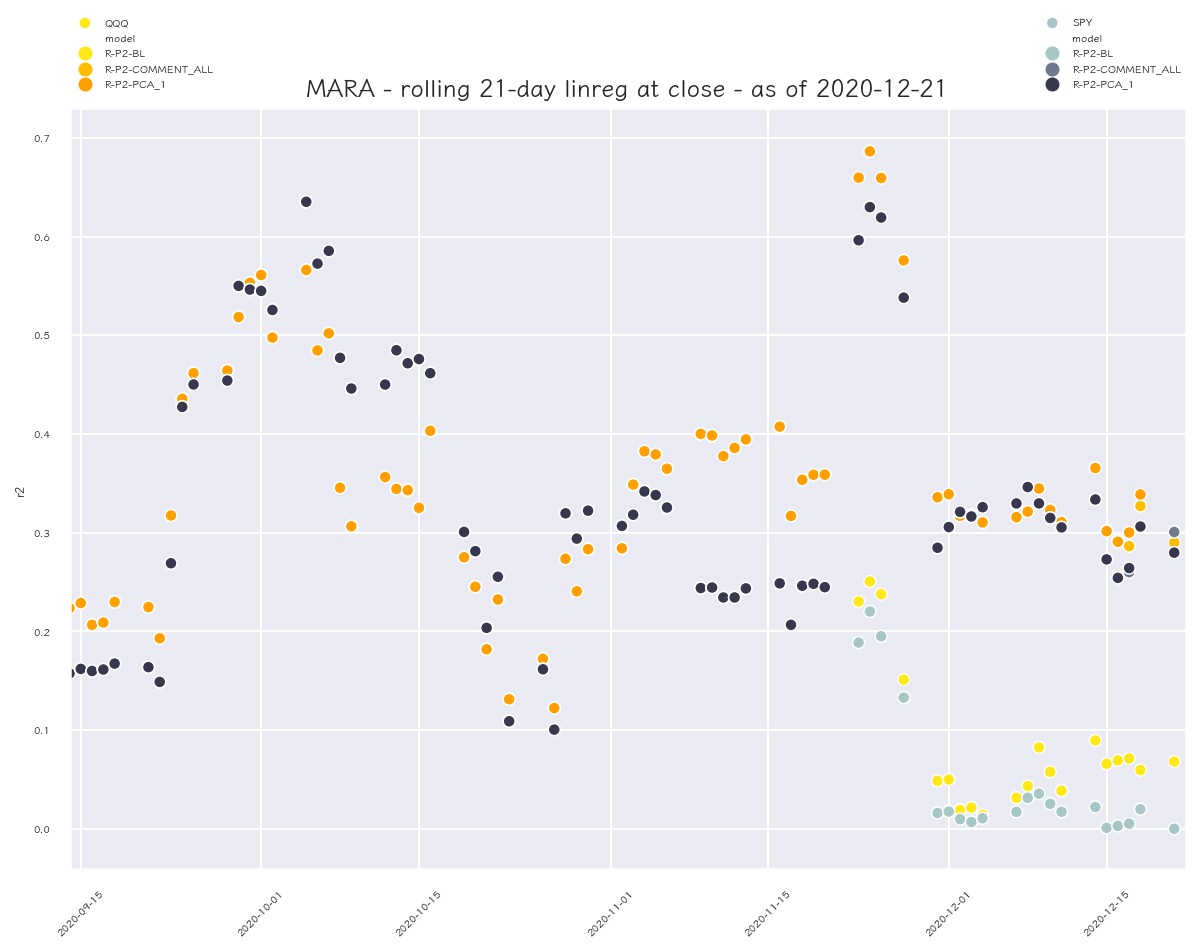 QQQ
model
R-P2-BL
R-P2-COMMENT_ALL
R-P2-PCA_1
SPY
model
R-P2-BL
R-P2-COMMENT_ALL
R-P2-PCA_1
MARA - rolling 21-day linreg at close - as of 2020-12-21
0.7
0.6
0.5
0.4
0.3
0.2
0.1
0.0
r2
2020-09-15
2020-10-01
2020-10-15
2020-11-01
2020-11-15
2020-12-01
2020-12-15